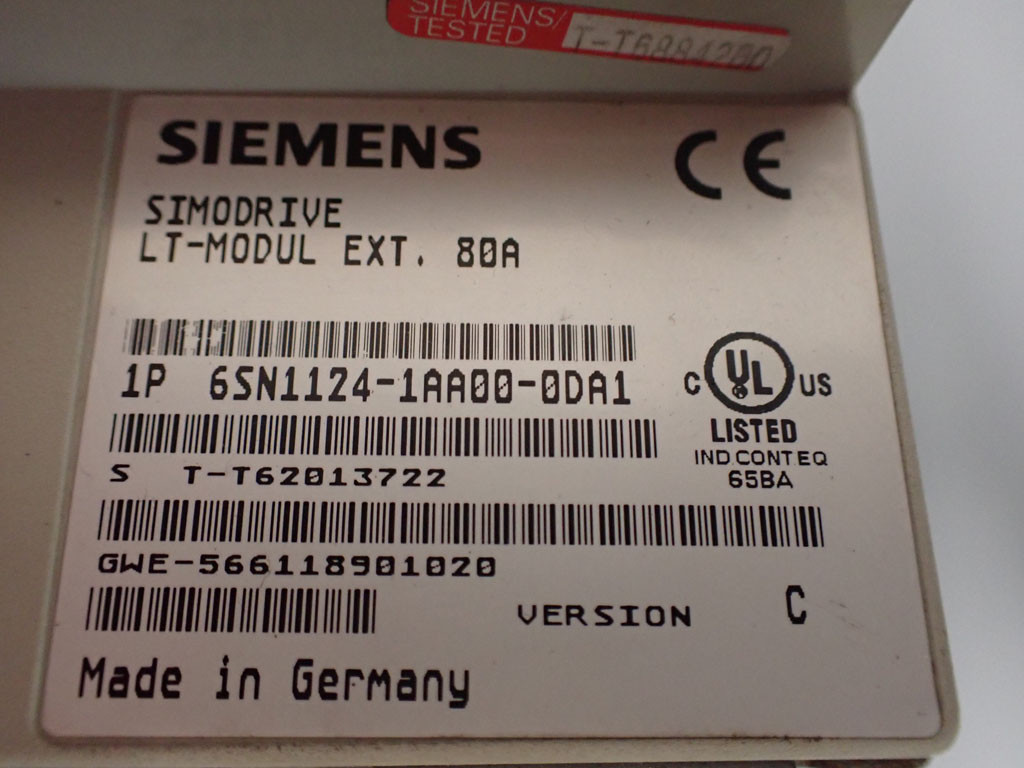 SIEMENS/
TESTED
T-T6884280
SIEMENS
CE
SIMODRIVE
LT-MODUL EXT. 80A
1P 6SN1124-1AA00-0DA1
C UL US
LISTED
IND.CONT.EQ
65BA
S T-T62013722
GWE-566118901020
VERSION C
Made in Germany